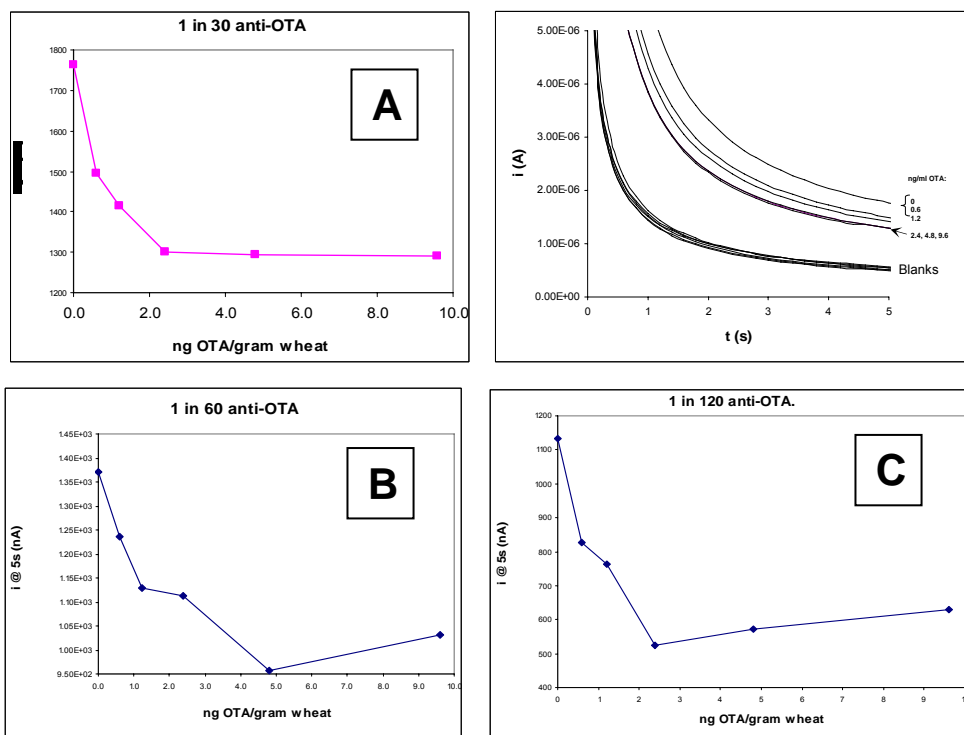 1 in 30 anti-OTA
A
1800
1700
1600
1500
1400
1300
1200
0.0 2.0 4.0 6.0 8.0 10.0
ng OTA/gram wheat
5.00E-06
4.00E-06
3.00E-06
2.00E-06
1.00E-06
0.00E+00
i (A)
ng/ml OTA:
0
0.6
1.2
2.4, 4.8, 9.6
Blanks
0 1 2 3 4 5
t (s)
1 in 60 anti-OTA
B
1.45E+03
1.40E+03
1.35E+03
1.30E+03
1.25E+03
1.20E+03
1.15E+03
1.10E+03
1.05E+03
1.00E+03
9.50E+02
i @ 5s (nA)
0.0 1.0 2.0 3.0 4.0 5.0 6.0 7.0 8.0 9.0 10.0
ng OTA/gram wheat
1 in 120 anti-OTA.
C
1200
1100
1000
900
800
700
600
500
400
i @ 5s (nA)
0 1 2 3 4 5 6 7 8 9 1
ng OTA/gram wheat